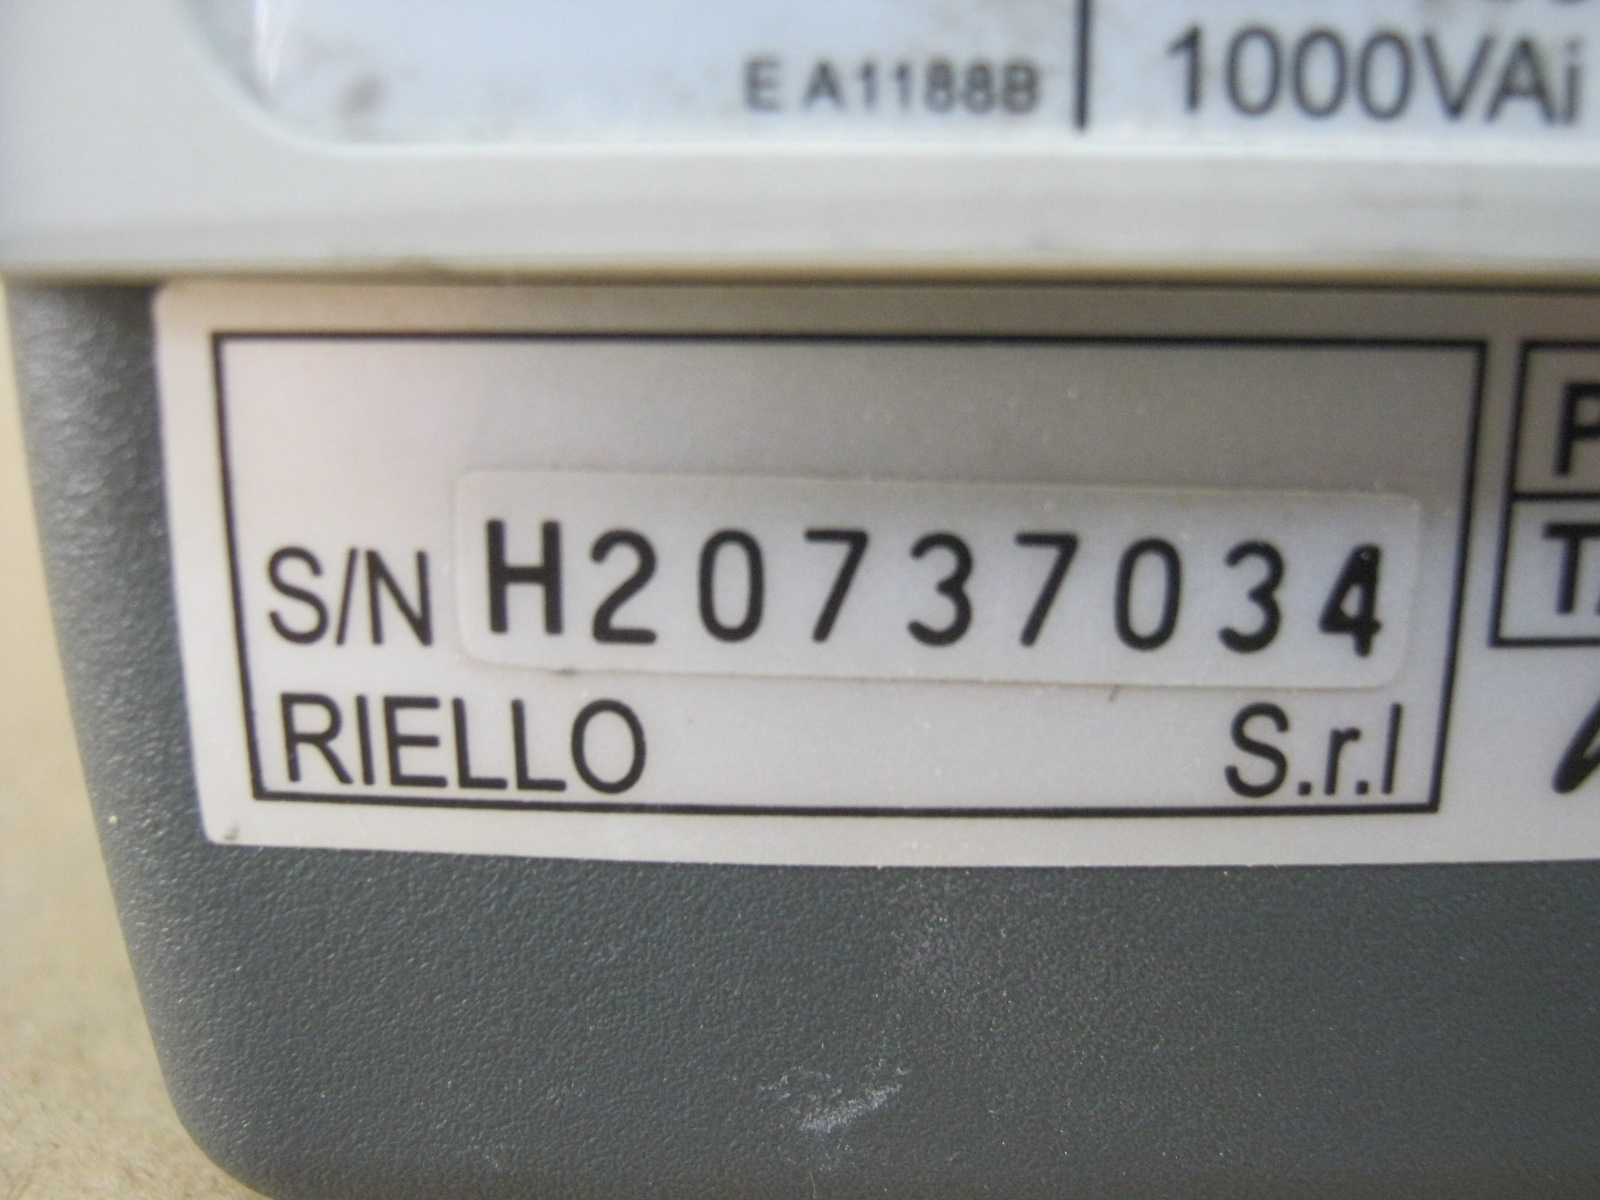 E A1188B
1000VAi
S/N H20737034
RIELLO S.r.l